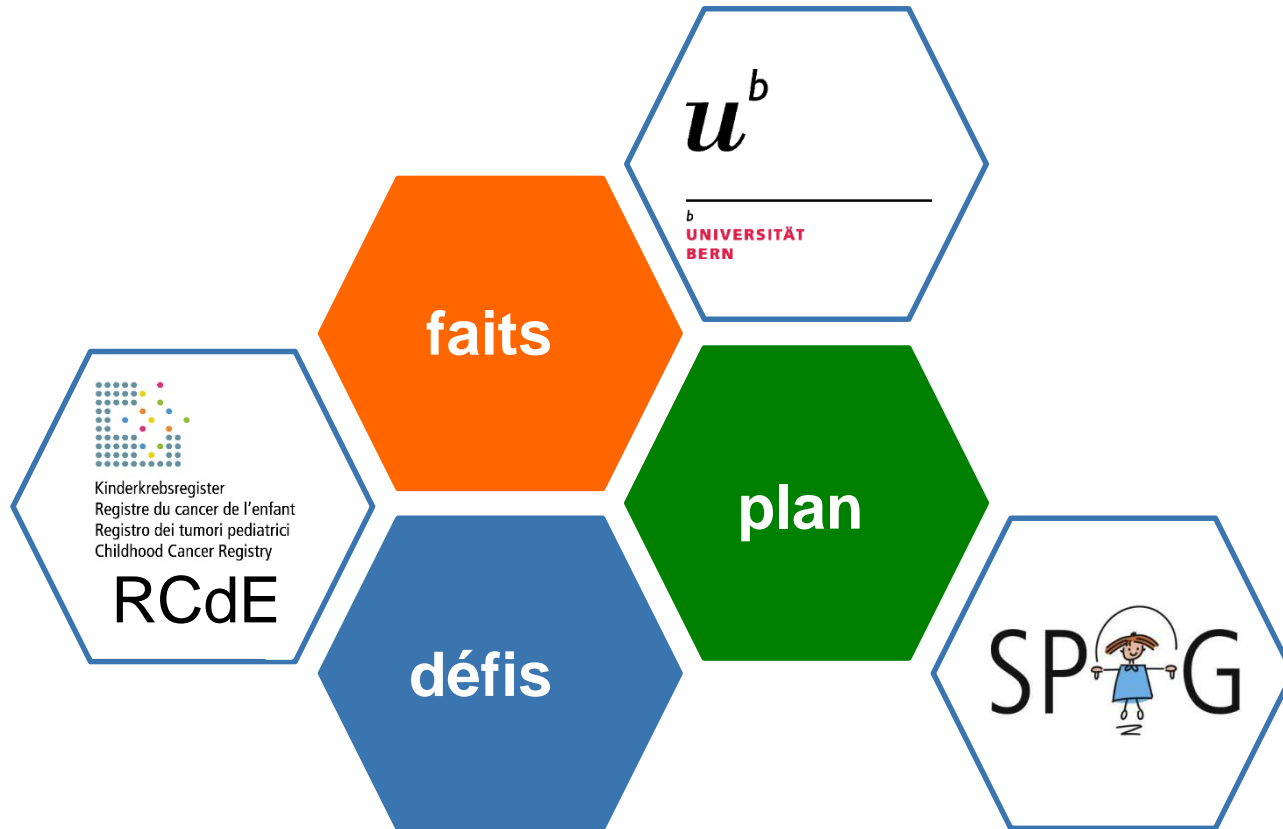 u b
b
UNIVERSITÄT
BERN
faits
Kinderkrebsregister
Registre du cancer de l'enfant
Registro dei tumori pediatrici
Childhood Cancer Registry
RCdE
plan
défis
SP G